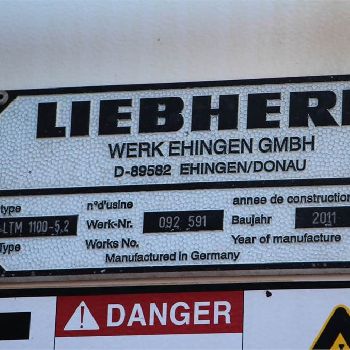 LIEBHERR
WERK EHINGEN GMBH
D-89582 EHINGEN/DONAU
type n°d'usine annee de construction
-LTM 1100-5.2 Werk-Nr. 092 591 Baujahr 2011
Type Works No. Year of manufacture
Manufactured in Germany
DANGER